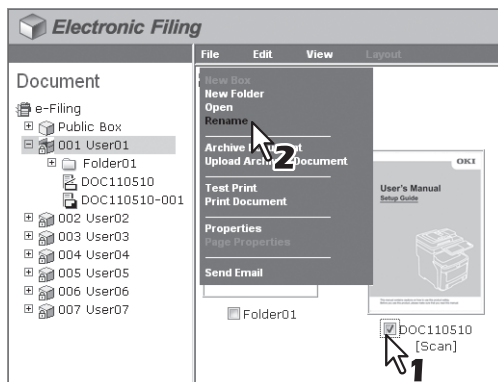 Electronic Filing
File Edit View Layout
Document
e-Filing
Public Box
001 User01
Folder01
DOC110510
DOC110510-001
002 User02
003 User03
004 User04
005 User05
006 User06
007 User07
New Box
New Folder
Open
Rename
2
Archive
Upload Document
Test Print
Print Document
Properties
Page Properties
Send Email
Folder01
OKI
User's Manual
Setup Guide
DOC110510
[Scan]
1